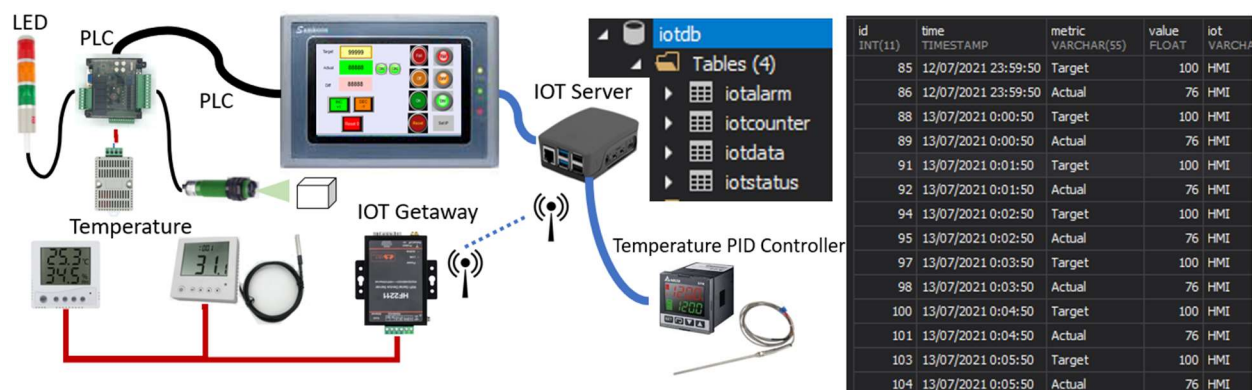 LED
PLC
PLC
Samkoon
Target 99999
Actual 88888
Diff 88888
IOT Server
iotdb
Tables (4)
iotalarm
iotcounter
iotdata
iotstatus
Temperature
IOT Getaway
Temperature PID Controller
25.3
34.5
31.1
HF2211
1200
1200
id time metric value iot
INT(11) TIMESTAMP VARCHAR(55) FLOAT VARCHA
85 12/07/2021 23:59:50 Target 100 HMI
86 12/07/2021 23:59:50 Actual 76 HMI
88 13/07/2021 0:00:50 Target 100 HMI
89 13/07/2021 0:00:50 Actual 76 HMI
91 13/07/2021 0:01:50 Target 100 HMI
92 13/07/2021 0:01:50 Actual 76 HMI
94 13/07/2021 0:02:50 Target 100 HMI
95 13/07/2021 0:02:50 Actual 76 HMI
97 13/07/2021 0:03:50 Target 100 HMI
98 13/07/2021 0:03:50 Actual 76 HMI
100 13/07/2021 0:04:50 Target 100 HMI
101 13/07/2021 0:04:50 Actual 76 HMI
103 13/07/2021 0:05:50 Target 100 HMI
104 13/07/2021 0:05:50 Actual 76 HMI